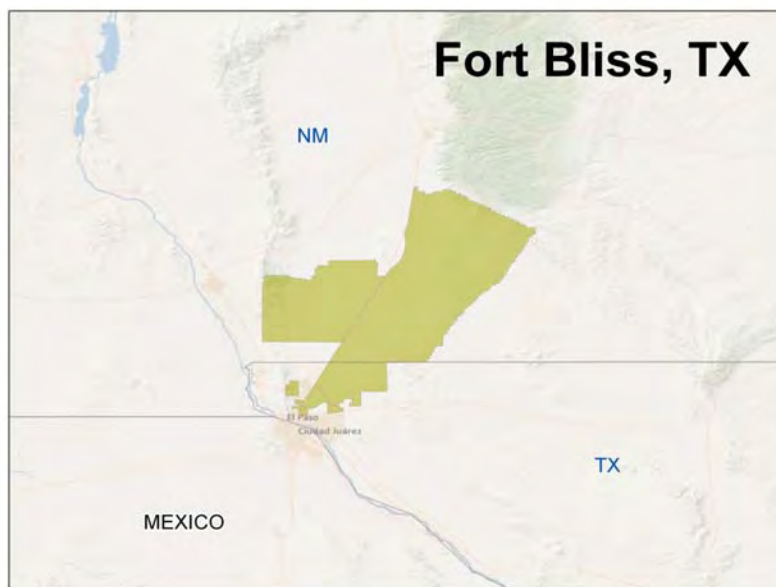 Fort Bliss, TX
NM
El Paso
Ciudad Juárez
TX
MEXICO